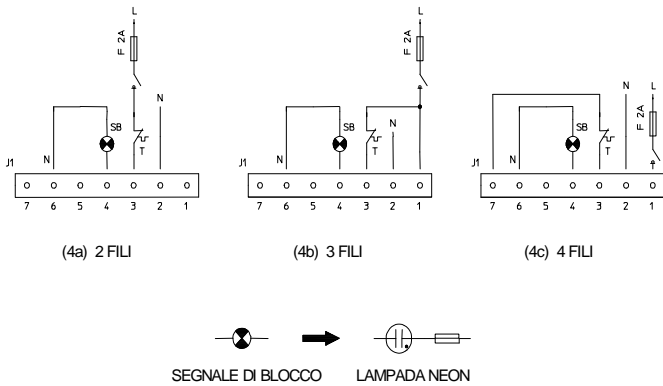 L
F 2A
N
SB
T
N
J1
7 6 5 4 3 2 1
(4a) 2 FILI
L
F 2A
N
SB
T
N
J1
7 6 5 4 3 2 1
(4b) 3 FILI
N
L
F 2A
SB
T
N
J1
7 6 5 4 3 2 1
(4c) 4 FILI
SEGNALE DI BLOCCO
LAMPADA NEON